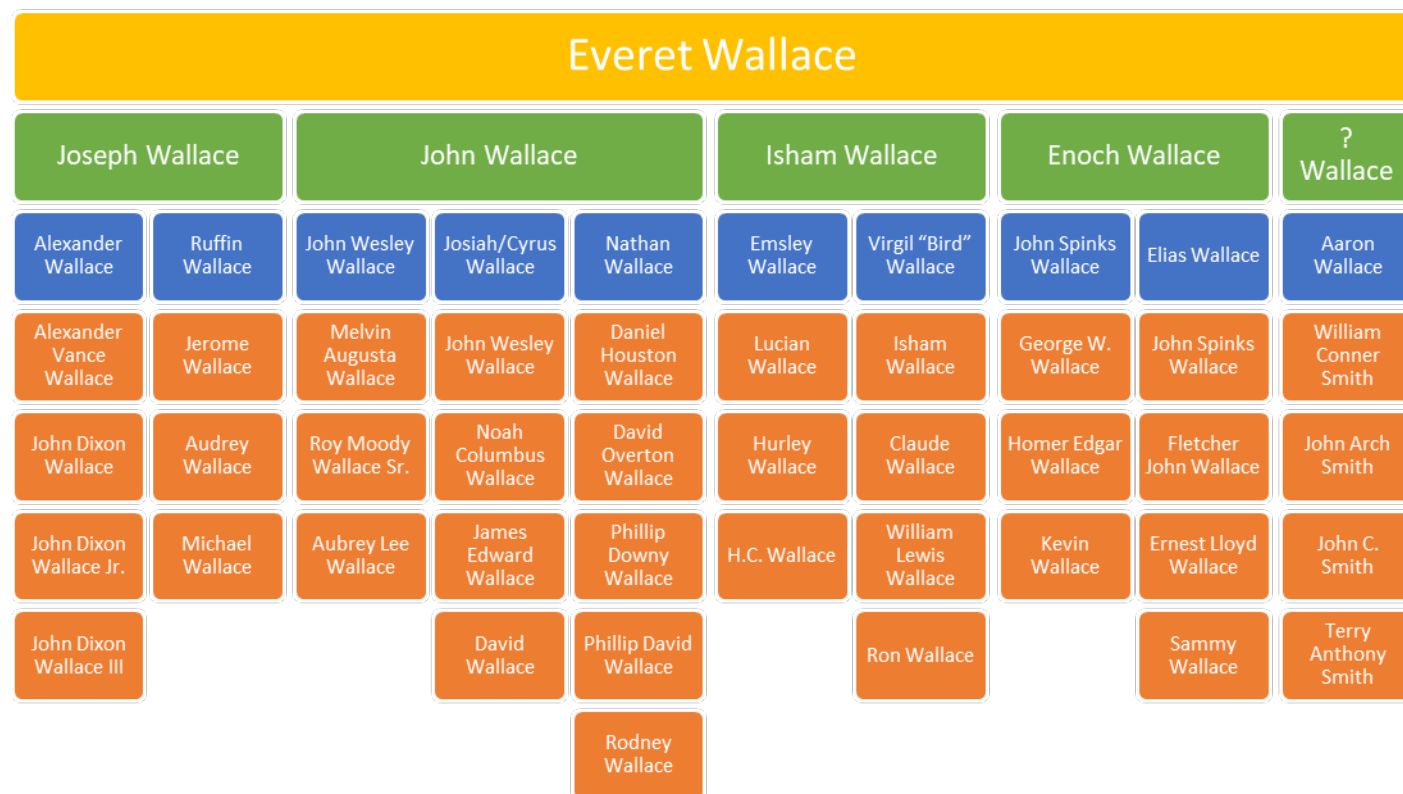 Everet Wallace
Joseph Wallace
John Wallace
Isham Wallace
Enoch Wallace
?
Wallace
Alexander
Wallace
Ruffin
Wallace
John Wesley
Wallace
Josiah/Cyrus
Wallace
Nathan
Wallace
Emsley
Wallace
Virgil “Bird”
Wallace
John Spinks
Wallace
Elias Wallace
Aaron
Wallace
Alexander
Vance
Wallace
Jerome
Wallace
Melvin
Augusta
Wallace
John Wesley
Wallace
Daniel
Houston
Wallace
Lucian
Wallace
Isham
Wallace
George W.
Wallace
John Spinks
Wallace
William
Conner
Smith
John Dixon
Wallace
Audrey
Wallace
Roy Moody
Wallace Sr.
Noah
Columbus
Wallace
David
Overton
Wallace
Hurley
Wallace
Claude
Wallace
Homer Edgar
Wallace
Fletcher
John Wallace
John Arch
Smith
John Dixon
Wallace Jr.
Michael
Wallace
Aubrey Lee
Wallace
James
Edward
Wallace
Phillip
Downy
Wallace
H.C. Wallace
William
Lewis
Wallace
Kevin
Wallace
Ernest Lloyd
Wallace
John C.
Smith
John Dixon
Wallace III
David
Wallace
Phillip David
Wallace
Ron Wallace
Sammy
Wallace
Terry
Anthony
Smith
Rodney
Wallace